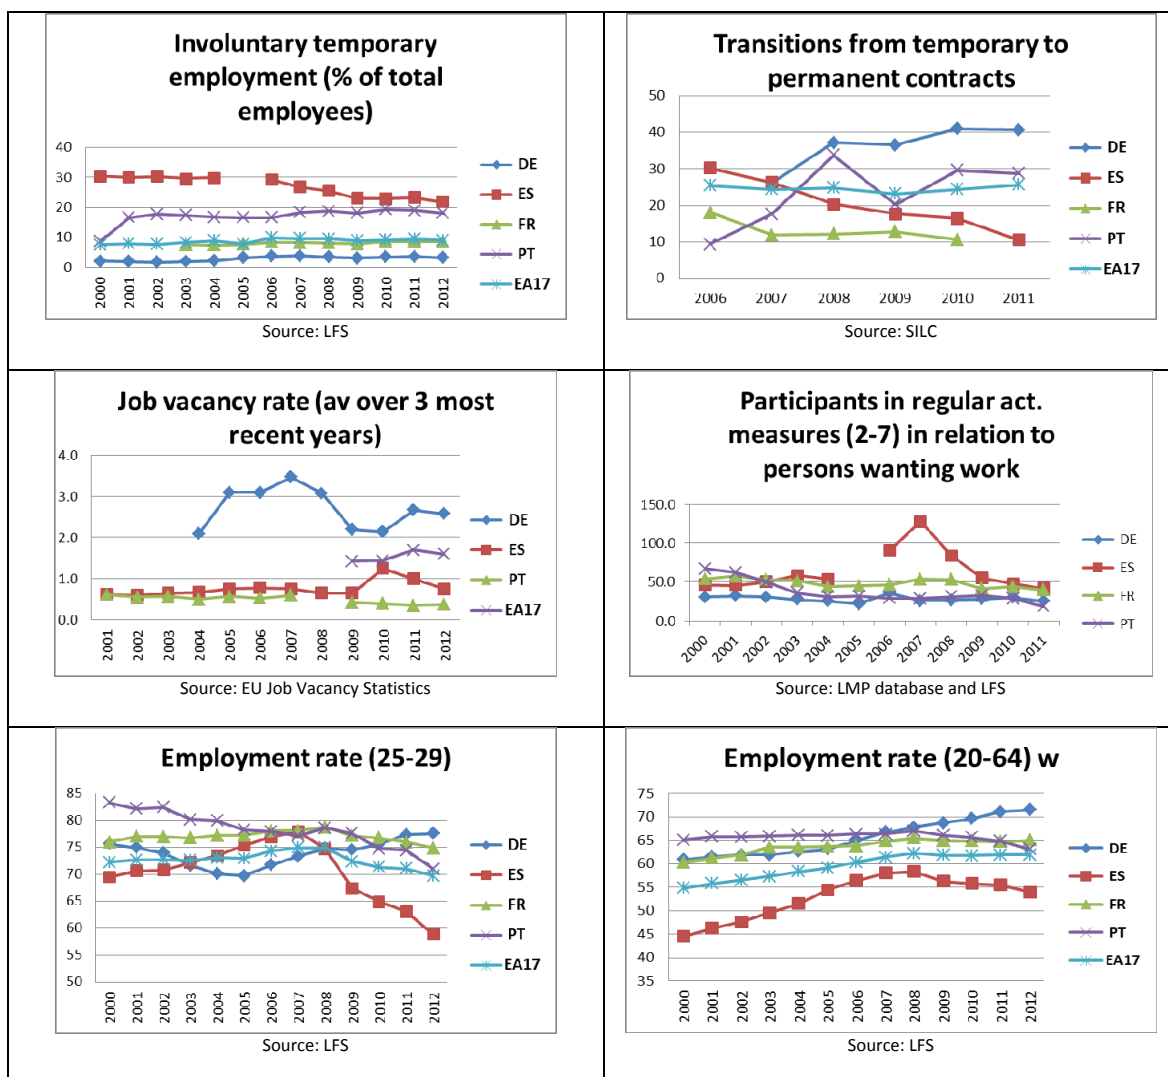 Involuntary temporary
employment (% of total
employees)
40
30
20
10
0
2000
2001
2002
2003
2004
2005
2006
2007
2008
2009
2010
2011
2012
DE
ES
FR
PT
EA17
Source: LFS
Transitions from temporary to
permanent contracts
50
40
30
20
10
0
2006
2007
2008
2009
2010
2011
DE
ES
FR
PT
EA17
Source: SILC
Job vacancy rate (av over 3 most
recent years)
4.0
3.0
2.0
1.0
0.0
2001
2002
2003
2004
2005
2006
2007
2008
2009
2010
2011
2012
DE
ES
PT
EA17
Source: EU Job Vacancy Statistics
Participants in regular act.
measures (2-7) in relation to
persons wanting work
150.0
100.0
50.0
0.0
2000
2001
2002
2003
2004
2005
2006
2007
2008
2009
2010
2011
DE
ES
FR
PT
Source: LMP database and LFS
Employment rate (25-29)
85
80
75
70
65
60
55
50
2000
2001
2002
2003
2004
2005
2006
2007
2008
2009
2010
2011
2012
DE
ES
FR
PT
EA17
Source: LFS
Employment rate (20-64) w
75
70
65
60
55
50
45
40
35
2000
2001
2002
2003
2004
2005
2006
2007
2008
2009
2010
2011
2012
DE
ES
FR
PT
EA17
Source: LFS